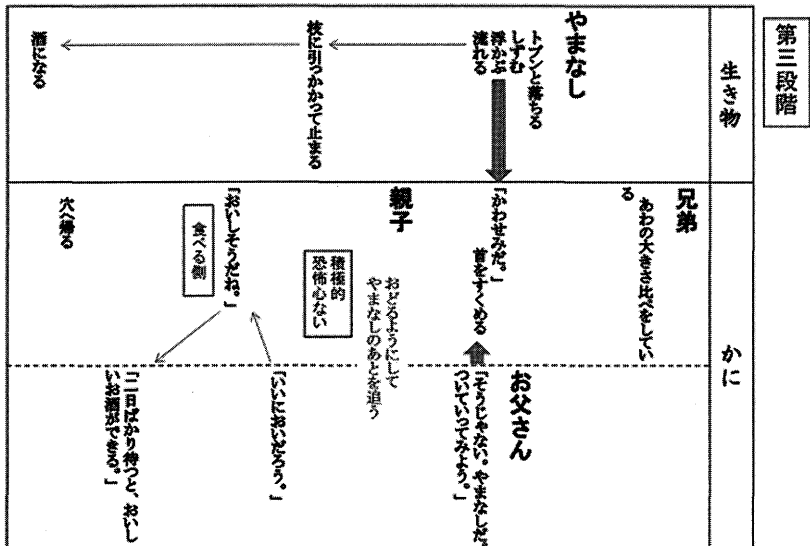 第三段階
生き物
かに
やまなし
トブンと落ちる
しずむ
浮かぶ
流れる
枝に引っかかって止まる
酒になる
兄弟
あわの大きさ比べをしてい
る
「かわせみだ。」
首をすくめる
親子
おどるようにして
やまなしのあとを追う
積極的
恐怖心ない
「おいしそうだね。」
食べる側
穴へ帰る
お父さん
「そうじゃない。やまなしだ。
ついていってみよう。」
「いいにおいだろう。」
「二日ばかり待つと、おいし
いお酒ができる。」